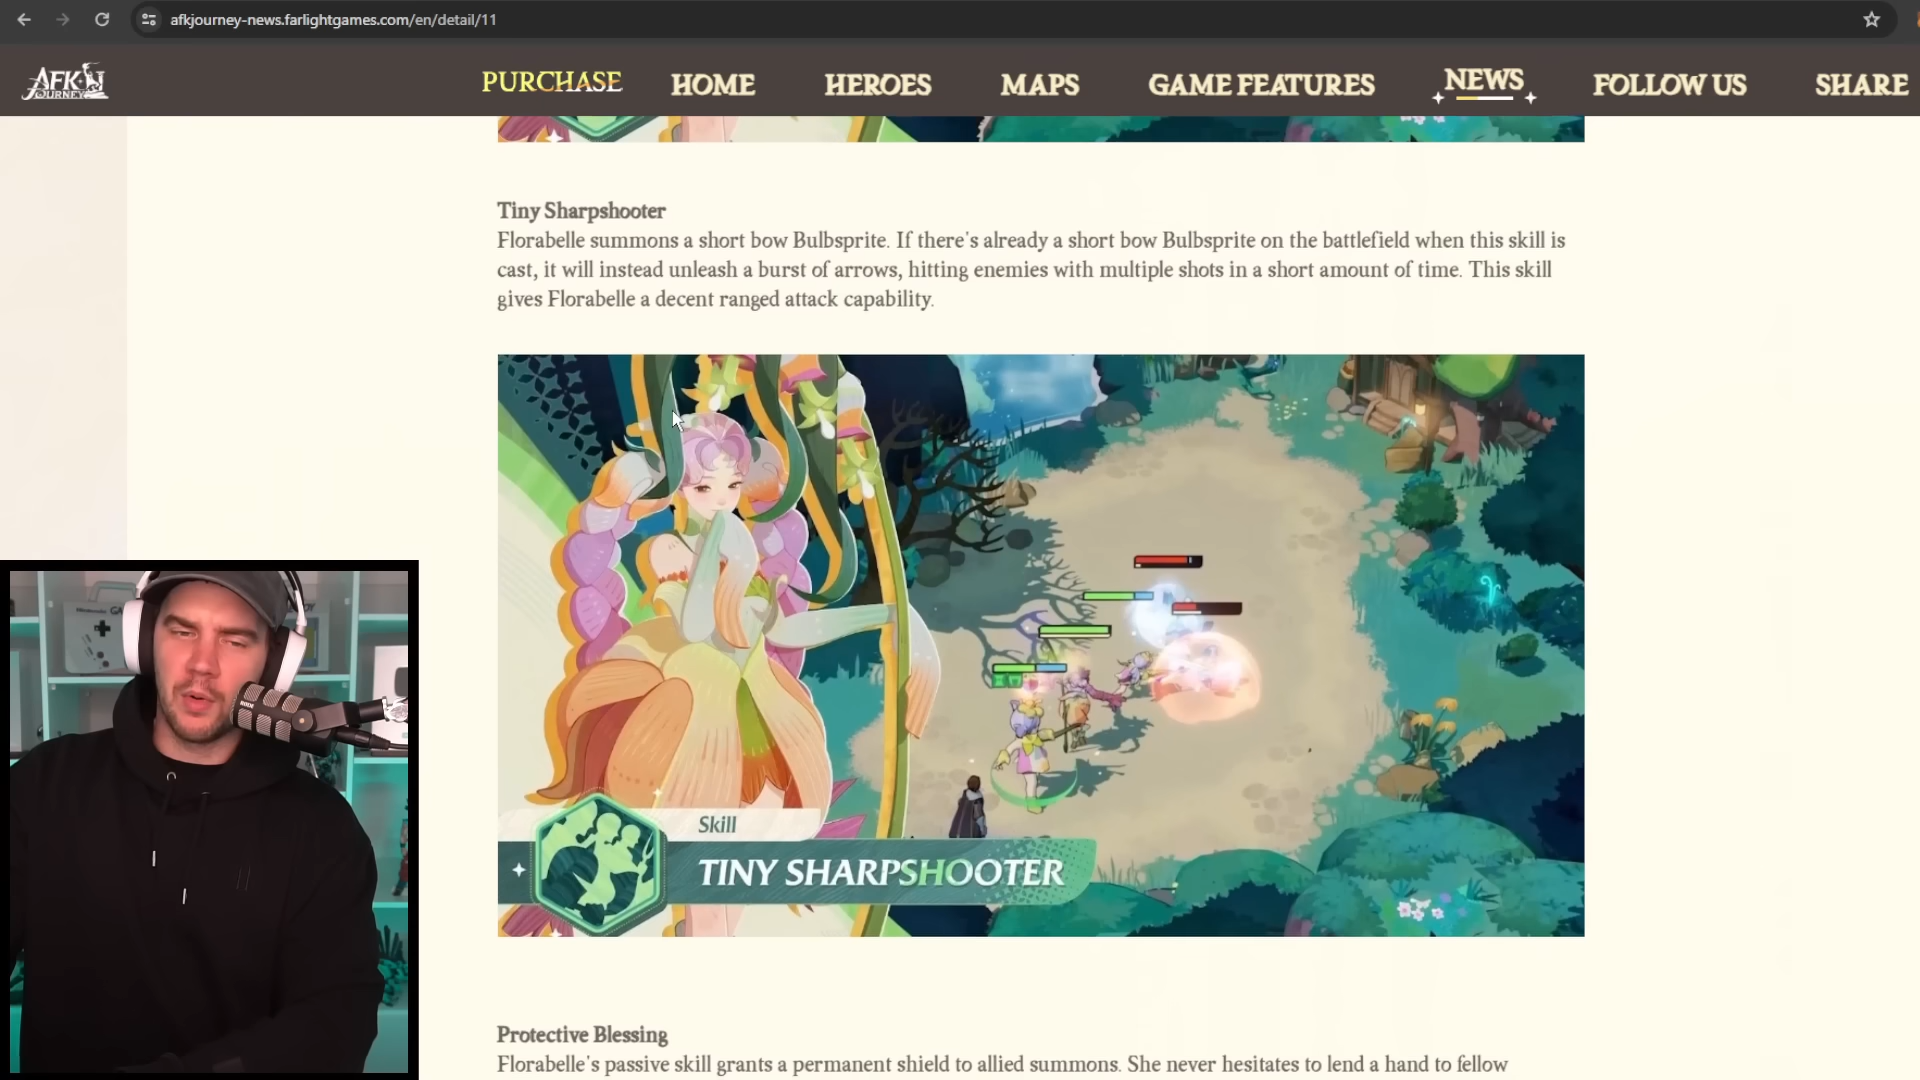 afkjourney-news.farlightgames.com/en/detail/11
AFK JOURNEY
PURCHASE
HOME
HEROES
MAPS
GAME FEATURES
NEWS
FOLLOW US
SHARE
Tiny Sharpshooter
Florabelle summons a short bow Bulbsprite. If there's already a short bow Bulbsprite on the battlefield when this skill is
cast, it will instead unleash a burst of arrows, hitting enemies with multiple shots in a short amount of time. This skill
gives Florabelle a decent ranged attack capability.
Skill
TINY SHARPSHOOTER
Protective Blessing
Florabelle's passive skill grants a permanent shield to allied summons. She never hesitates to lend a hand to fellow